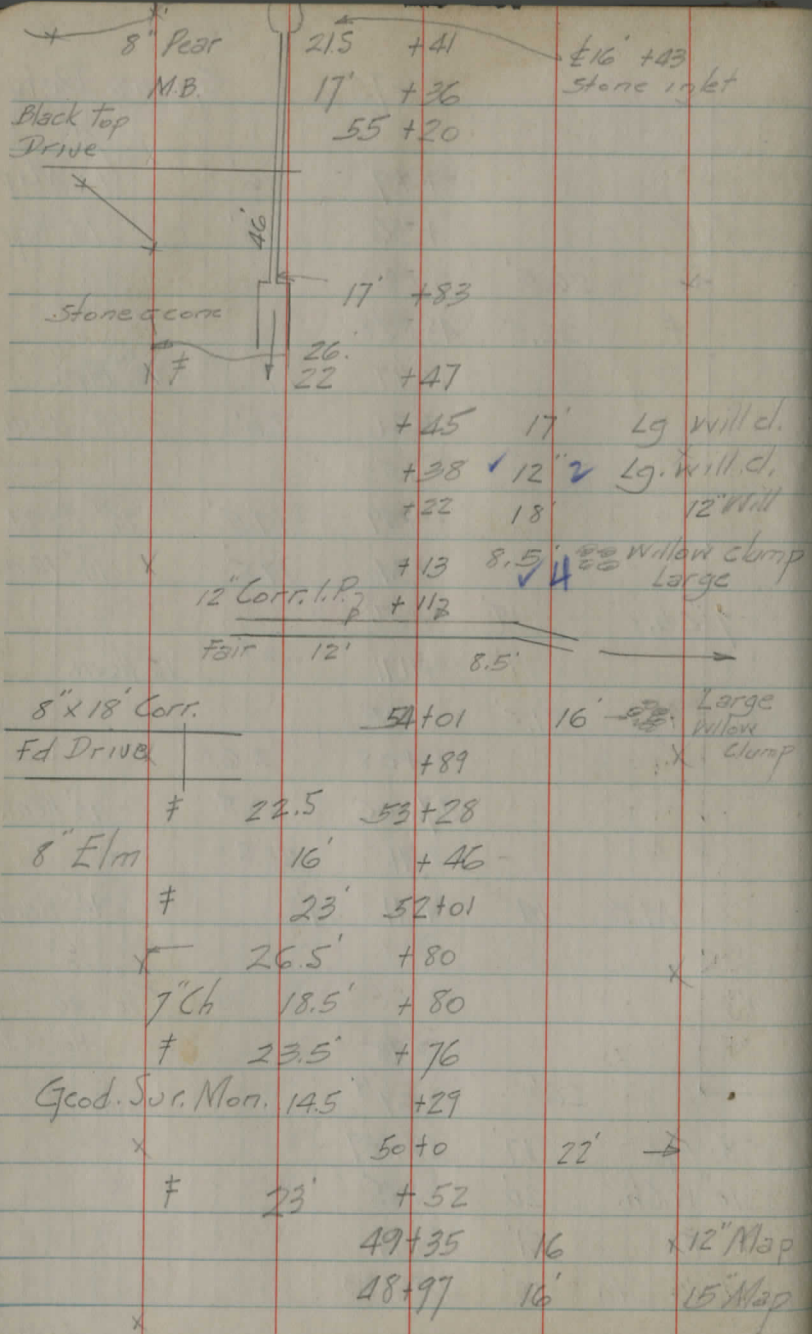 8" Pear 21.5 +41 ₤16' +43
M.B. 17' +36 Stone inlet
Black Top 55+20
Drive
46'
17' +83
Stone & conc
26'
Ŧ 22 +47
+45 17' Lg Will cl.
+38 ✓ 12" 2 Lg. Will cl.
+22 18' 12" Will
+13 8.5' Willow clump
✓ 4 Large
12" Corr. I.P. +12
Fair 12' 8.5'
8" x 18' Corr. 54+01 16' Large
Willow
Clump
Fd Drive +89
Ŧ 22.5 53+28
8" Elm 16' +46
Ŧ 23' 52+01
26.5' +80
7" Ch 18.5' +80
Ŧ 23.5' +76
Geod. Sur. Mon. 14.5 +29
50+0 22'
Ŧ 23' +52
49+35 16 12" Map
48+97 16' 15" Map